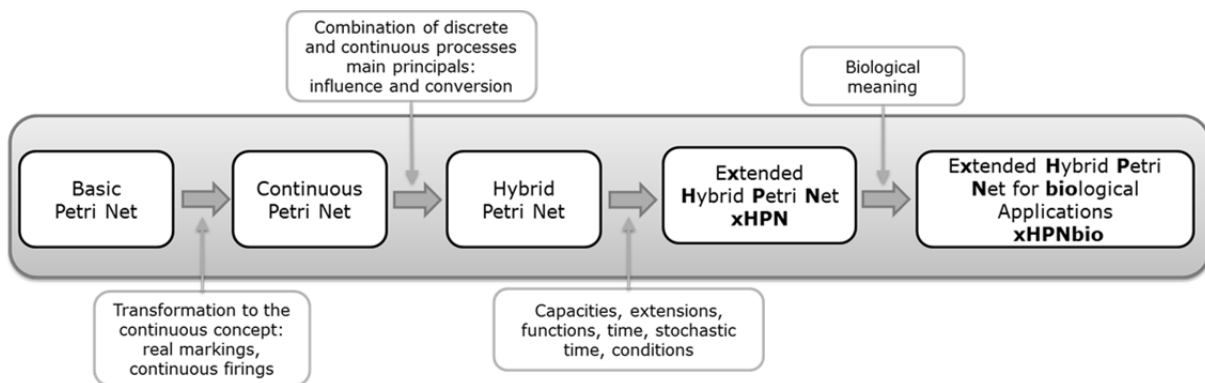 Combination of discrete
and continuous processes
main principals:
influence and conversion
Biological
meaning
Basic
Petri Net
Continuous
Petri Net
Hybrid
Petri Net
Extended
Hybrid Petri Net
xHPN
Extended Hybrid Petri
Net for biological
Applications
xHPNbio
Transformation to the
continuous concept:
real markings,
continuous firings
Capacities, extensions,
functions, time, stochastic
time, conditions